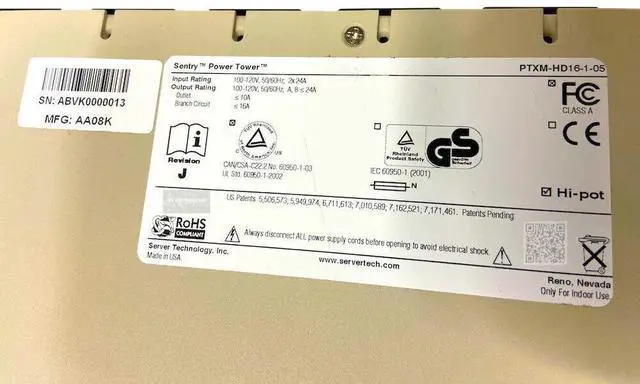 SN: ABVK0000013
MFG: AA08K
Sentry™ Power Tower™
PTXM-HD16-1-05
Input Rating 100-120V, 50/60Hz, 2x 24A
Output Rating 100-120V, 50/60Hz, A, B ≤ 24A
Outlet ≤ 10A
Branch Circuit ≤ 16A
FC
CLASS A
CE
i
Revision
J
C US
CAN/CSA-C22.2 No. 60950-1-03
UL Std. 60950-1-2002
TÜV
Rheinland
Product Safety
GS
IEC 60950-1 (2001)
N
Hi-pot
US Patents 5,506,573; 5,949,974; 6,711,613; 7,010,589; 7,162,521; 7,171,461. Patents Pending
RoHS
COMPLIANT
Always disconnect ALL power supply cords before opening to avoid electrical shock.
Server Technology, Inc.
Made in USA
www.servertech.com
Reno, Nevada
Only For Indoor Use